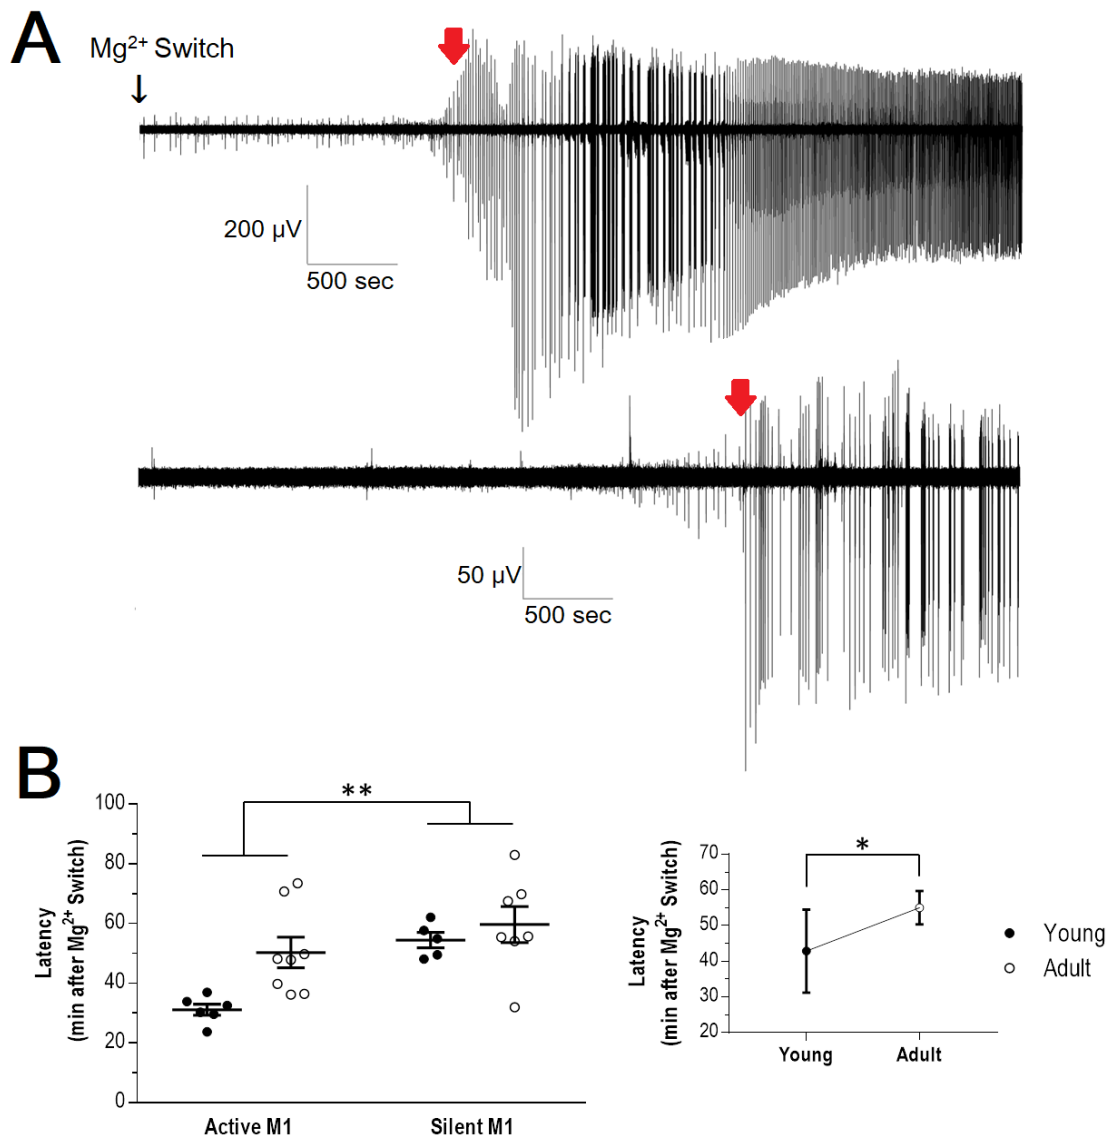 A
Mg²⁺ Switch
200 µV
500 sec
50 µV
500 sec
B
**
100
80
60
40
20
0
Latency
(min after Mg²⁺ Switch)
Active M1
Silent M1
*
70
60
50
40
30
20
Latency
(min after Mg²⁺ Switch)
Young
Adult
Young
Adult